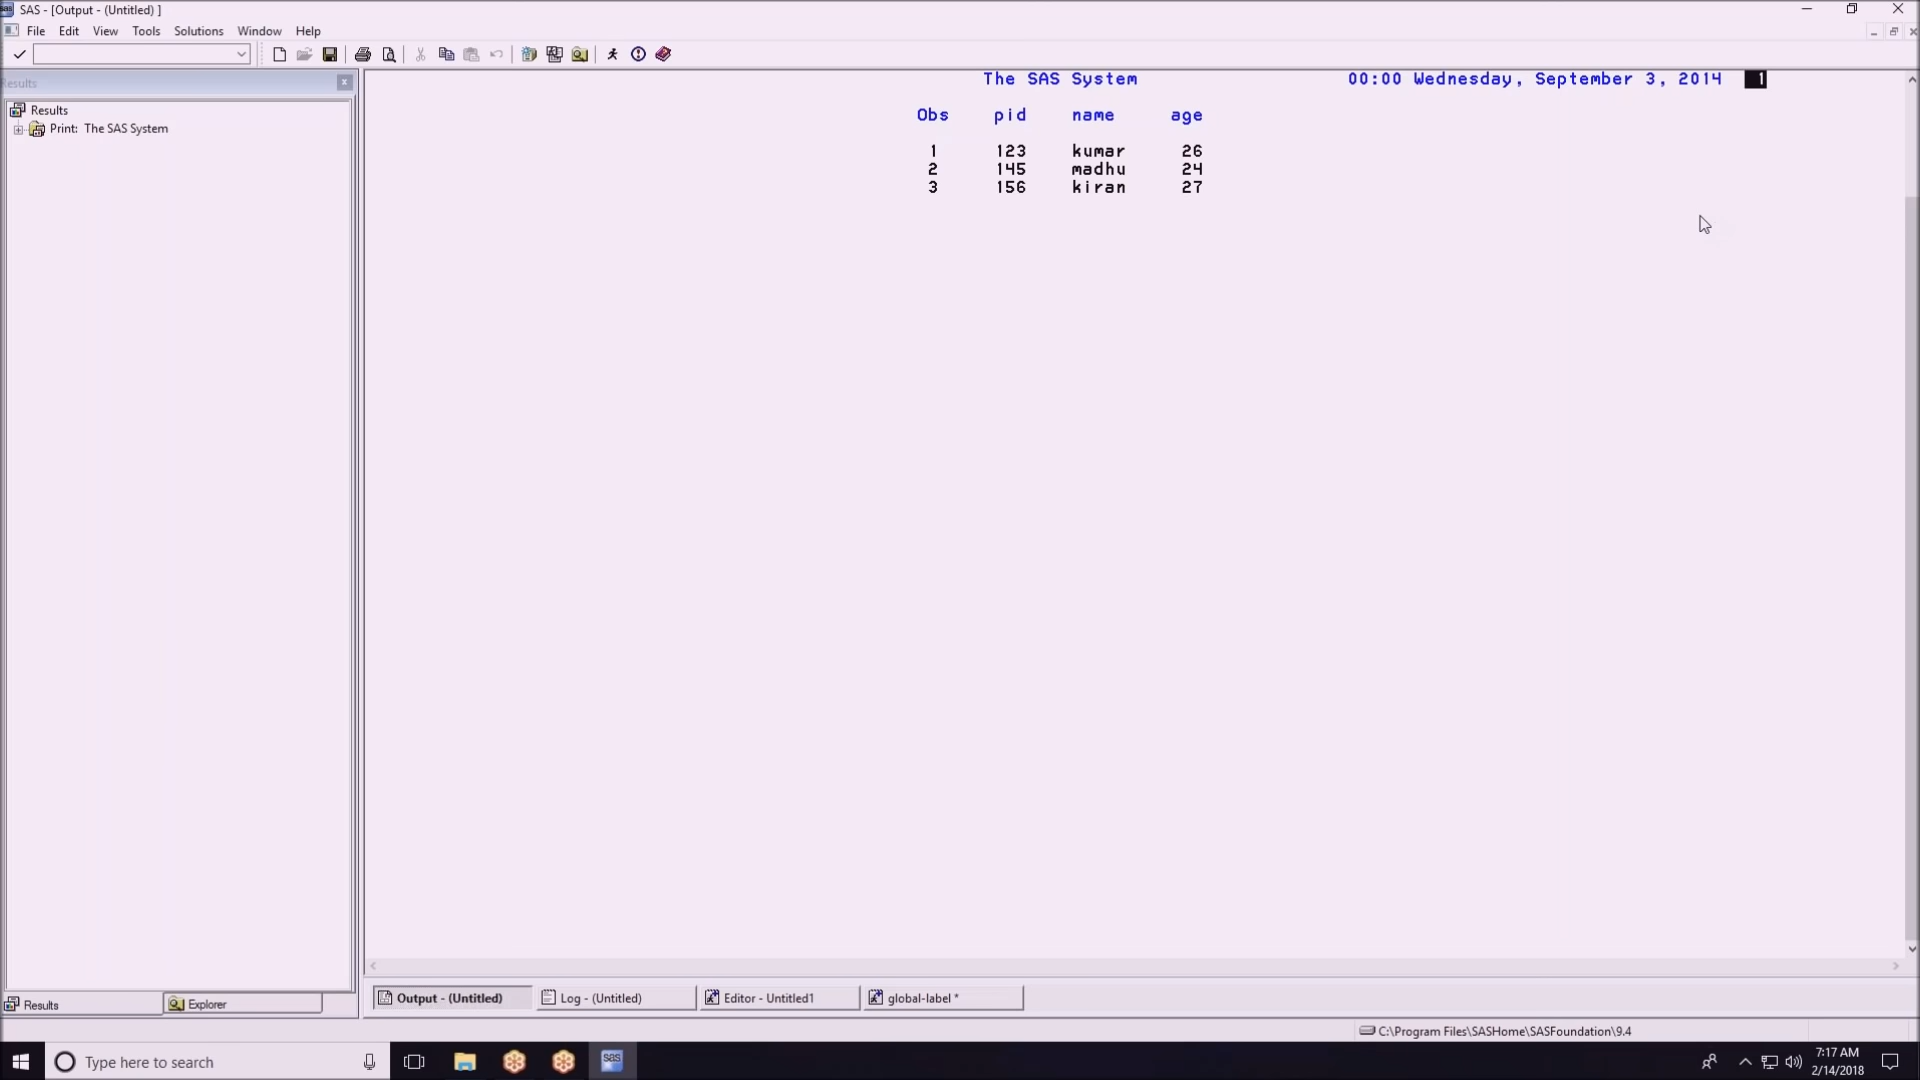 SAS - [Output - (Untitled) ]
File Edit View Tools Solutions Window Help
Results
Results
Print: The SAS System
The SAS System 00:00 Wednesday, September 3, 2014 1
Obs pid name age
1 123 kumar 26
2 145 madhu 24
3 156 kiran 27
Results Explorer
Output - (Untitled) Log - (Untitled) Editor - Untitled1 global-label *
C:\Program Files\SASHome\SASFoundation\9.4
Type here to search
sas
7:17 AM
2/14/2018